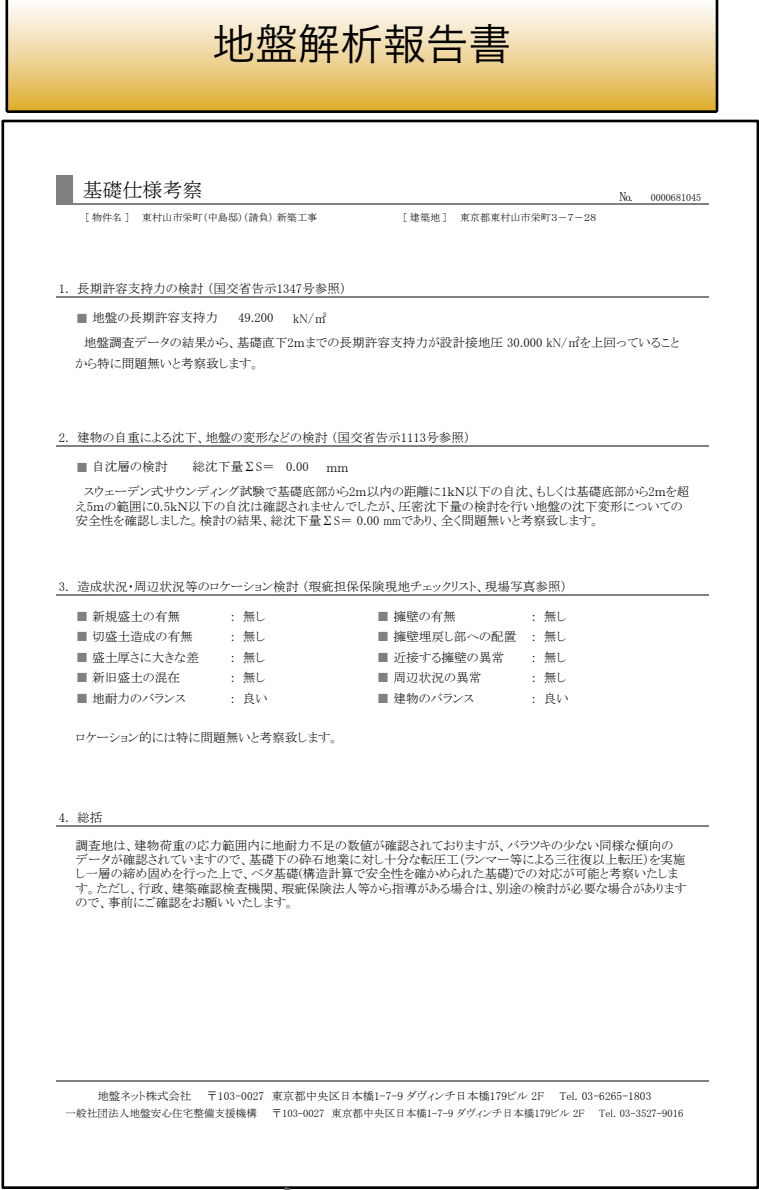 地盤解析報告書
基礎仕様考察
№ 0000681045
[ 物件名 ] 東村山市栄町(中島邸)(請負) 新築工事 [ 建築地 ] 東京都東村山市栄町3-7-28
1. 長期許容支持力の検討 (国交省告示1347号参照)
■ 地盤の長期許容支持力 49.200 kN/㎡
地盤調査データの結果から、基礎直下2mまでの長期許容支持力が設計接地圧 30.000 kN/㎡を上回っていること
から特に問題無いと考察致します。
2. 建物の自重による沈下、地盤の変形などの検討 (国交省告示1113号参照)
■ 自沈層の検討 総沈下量ΣS= 0.00 mm
スウェーデン式サウンディング試験で基礎底部から2m以内の距離に1kN以下の自沈、もしくは基礎底部から2mを超
え5mの範囲に0.5kN以下の自沈は確認されませんでしたが、圧密沈下量の検討を行い地盤の沈下変形についての
安全性を確認しました。検討の結果、総沈下量ΣS= 0.00 mmであり、全く問題無いと考察致します。
3. 造成状況・周辺状況等のロケーション検討 (瑕疵担保保険現地チェックリスト、現場写真参照)
■ 新規盛土の有無 : 無し ■ 擁壁の有無 : 無し
■ 切盛土造成の有無 : 無し ■ 擁壁埋戻し部への配置 : 無し
■ 盛土厚さに大きな差 : 無し ■ 近接する擁壁の異常 : 無し
■ 新旧盛土の混在 : 無し ■ 周辺状況の異常 : 無し
■ 地耐力のバランス : 良い ■ 建物のバランス : 良い
ロケーション的には特に問題無いと考察致します。
4. 総括
調査地は、建物荷重の応力範囲内に地耐力不足の数値が確認されておりますが、バラツキの少ない同様な傾向の
データが確認されていますので、基礎下の砕石地業に対し十分な転圧工(ランマー等による三往復以上転圧)を実施
し一層の締め固めを行った上で、ベタ基礎(構造計算で安全性を確かめられた基礎)での対応が可能と考察いたしま
す。ただし、行政、建築確認検査機関、瑕疵保険法人等から指導がある場合は、別途の検討が必要な場合があります
ので、事前にご確認をお願いいたします。
地盤ネット株式会社 〒103-0027 東京都中央区日本橋1-7-9 ダヴィンチ日本橋179ビル 2F Tel. 03-6265-1803
一般社団法人地盤安心住宅整備支援機構 〒103-0027 東京都中央区日本橋1-7-9 ダヴィンチ日本橋179ビル 2F Tel. 03-3527-9016